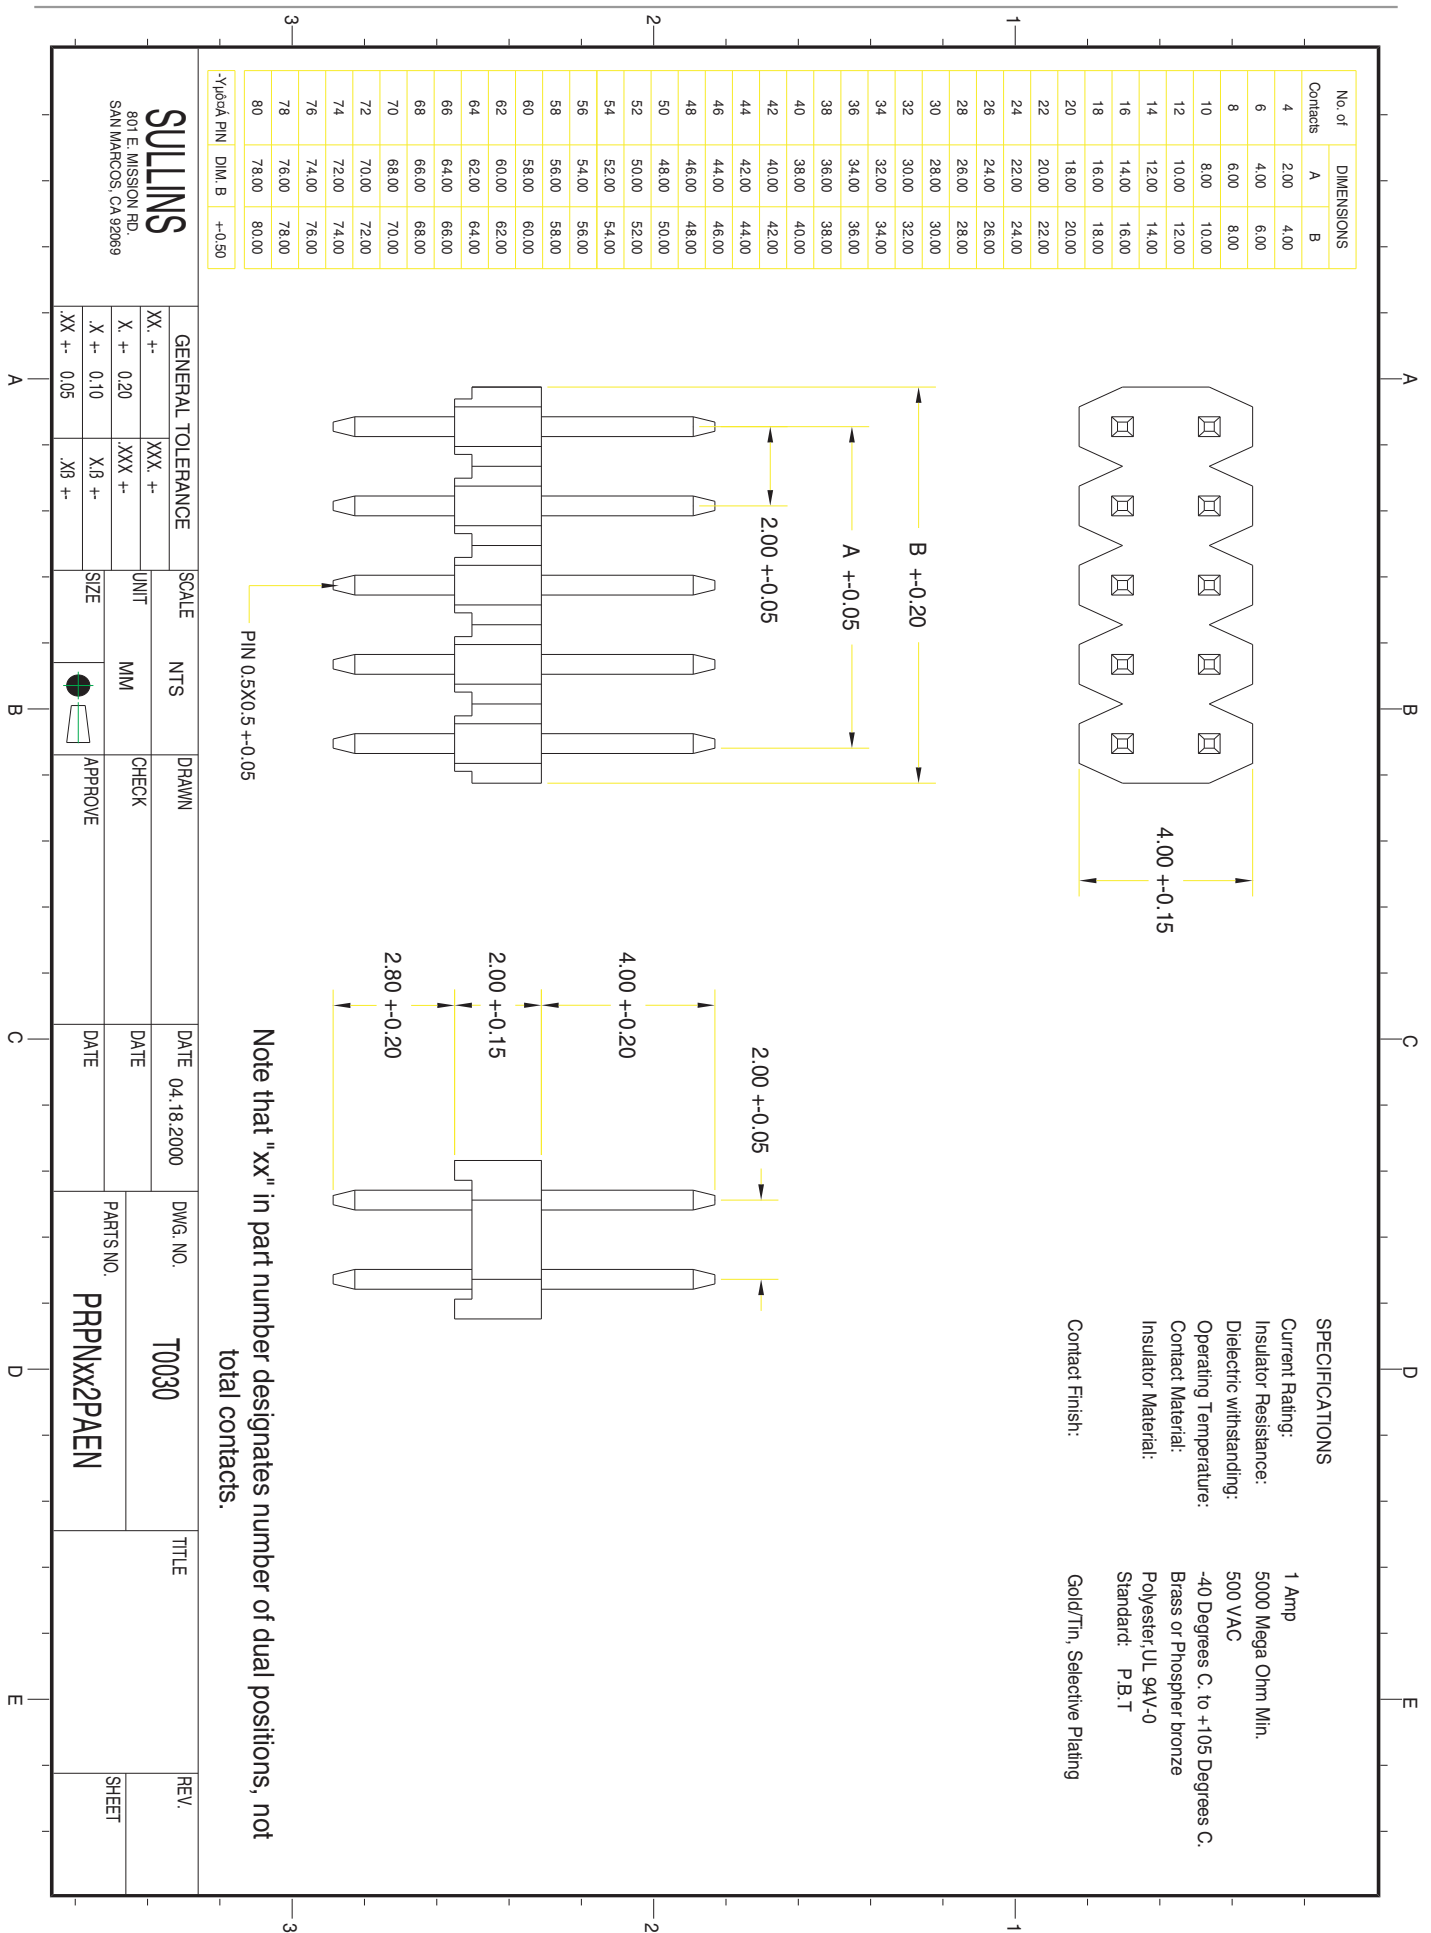 1
2
3
A
B
C
D
E
No. of Contacts
DIMENSIONS
A B
4 2.00 4.00
6 4.00 6.00
8 6.00 8.00
10 8.00 10.00
12 10.00 12.00
14 12.00 14.00
16 14.00 16.00
18 16.00 18.00
20 18.00 20.00
22 20.00 22.00
24 22.00 24.00
26 24.00 26.00
28 26.00 28.00
30 28.00 30.00
32 30.00 32.00
34 32.00 34.00
36 34.00 36.00
38 36.00 38.00
40 38.00 40.00
42 40.00 42.00
44 42.00 44.00
46 44.00 46.00
48 46.00 48.00
50 48.00 50.00
52 50.00 52.00
54 52.00 54.00
56 54.00 56.00
58 56.00 58.00
60 58.00 60.00
62 60.00 62.00
64 62.00 64.00
66 64.00 66.00
68 66.00 68.00
70 68.00 70.00
72 70.00 72.00
74 72.00 74.00
76 74.00 76.00
78 76.00 78.00
80 78.00 80.00
PIN DIM. B +-0.50
4.00 +-0.15
B +-0.20
A +-0.05
2.00 +-0.05
PIN 0.5X0.5 +-0.05
2.00 +-0.05
4.00 +-0.20
2.00 +-0.15
2.80 +-0.20
SPECIFICATIONS
Current Rating: 1 Amp
Insulator Resistance: 5000 Mega Ohm Min.
Dielectric withstanding: 500 VAC
Operating Temperature: -40 Degrees C. to +105 Degrees C.
Contact Material: Brass or Phospher bronze
Insulator Material: Polyester,UL 94V-0
Standard: P.B.T
Contact Finish: Gold/Tin, Selective Plating
Note that "xx" in part number designates number of dual positions, not
total contacts.
SULLINS
801 E. MISSION RD.
SAN MARCOS, CA 92069
GENERAL TOLERANCE
XX. +- XXX. +-
X. +- 0.20 .XXX +-
.X +- 0.10 X.ß +-
.XX +- 0.05 .Xß +-
SCALE NTS
UNIT MM
SIZE
DRAWN
CHECK
APPROVE
DATE 04.18.2000
DATE
DATE
DWG. NO. T0030
PARTS NO. PRPNxx2PAEN
TITLE
REV.
SHEET
A
B
C
D
E
1
2
3